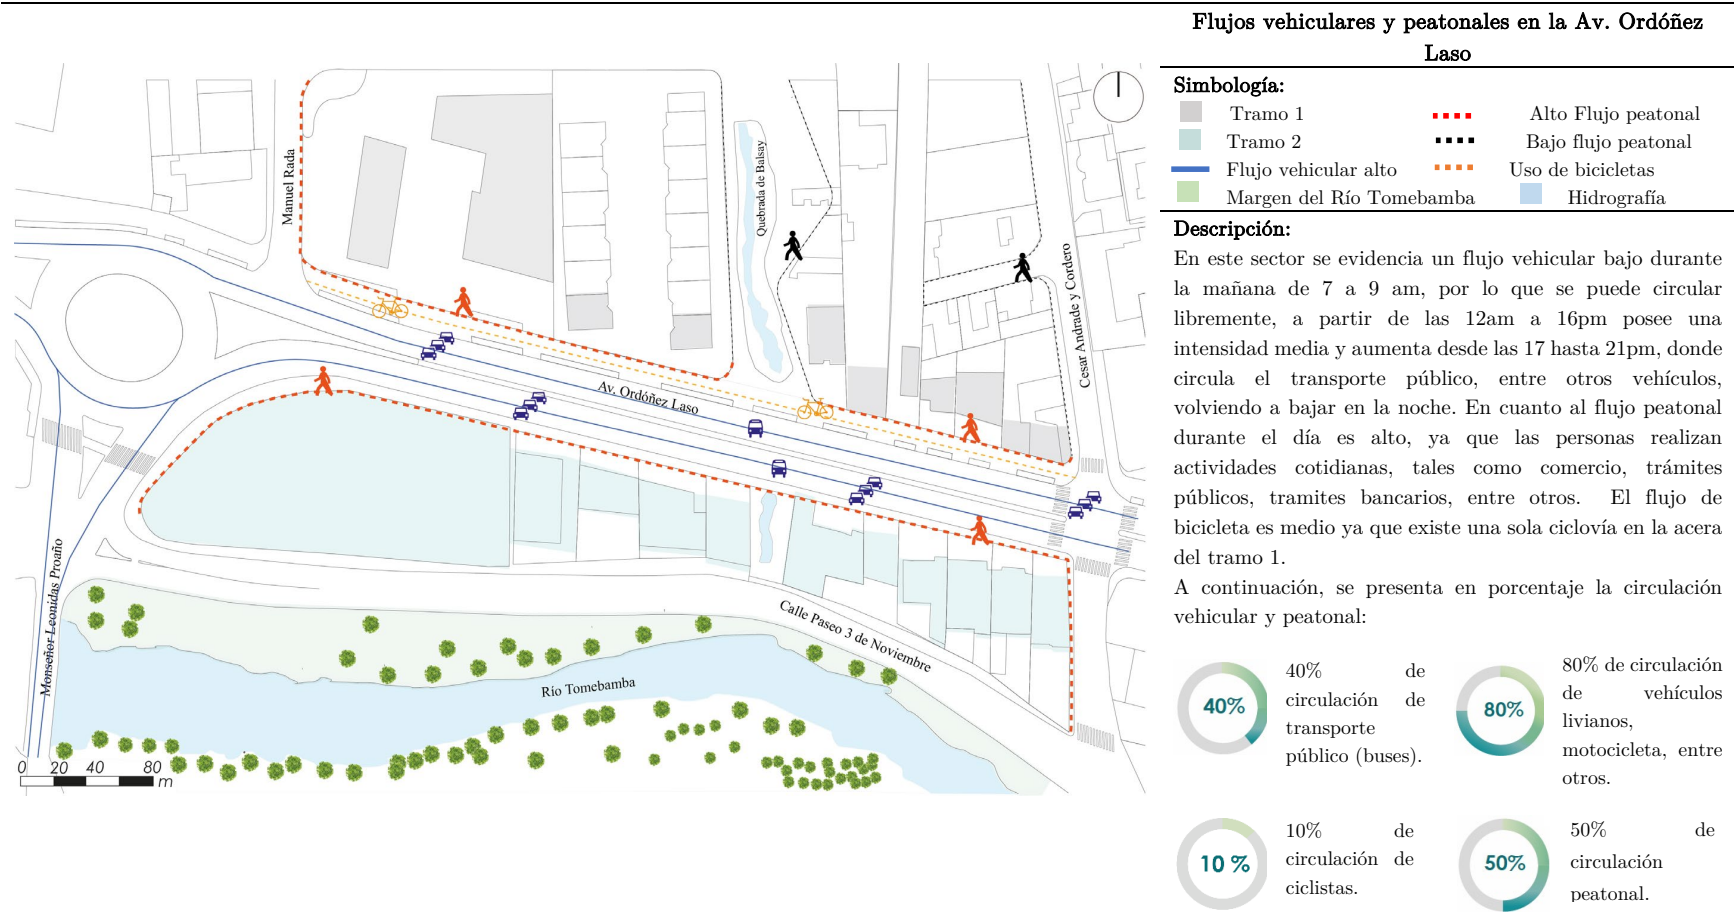 Flujos vehiculares y peatonales en la Av. Ordóñez
Laso
Simbología:
Tramo 1
Alto Flujo peatonal
Tramo 2
Bajo flujo peatonal
Flujo vehicular alto
Uso de bicicletas
Margen del Río Tomebamba
Hidrografía
Descripción:
En este sector se evidencia un flujo vehicular bajo durante
la mañana de 7 a 9 am, por lo que se puede circular
libremente, a partir de las 12am a 16pm posee una
intensidad media y aumenta desde las 17 hasta 21pm, donde
circula el transporte público, entre otros vehículos,
volviendo a bajar en la noche. En cuanto al flujo peatonal
durante el día es alto, ya que las personas realizan
actividades cotidianas, tales como comercio, trámites
públicos, tramites bancarios, entre otros. El flujo de
bicicleta es medio ya que existe una sola ciclovía en la acera
del tramo 1.
A continuación, se presenta en porcentaje la circulación
vehicular y peatonal:
40%
40% de
circulación de
transporte
público (buses).
80%
80% de circulación
de vehículos
livianos,
motocicleta, entre
otros.
10 %
10% de
circulación de
ciclistas.
50%
50% de
circulación
peatonal.
Manuel Rada
Quebrada de Balsay
Cesar Andrade y Cordero
Av. Ordóñez Laso
Monseñor Leonidas Proaño
Calle Paseo 3 de Noviembre
Río Tomebamba
0 20 40 80
m